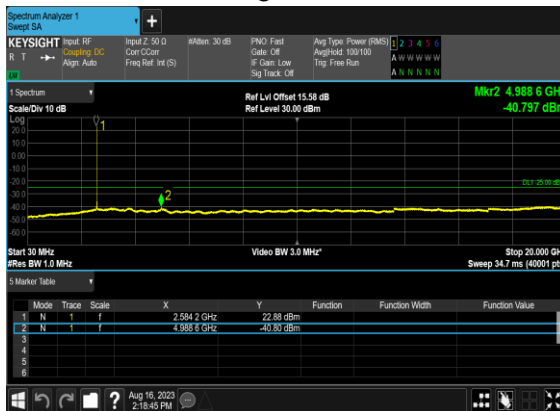 Spectrum Analyzer 1
Swept SA
+
KEYSIGHT Input: RF Input Z: 50 Ω #Atten: 30 dB PNO: Fast Avg Type: Power (RMS) 1 2 3 4 5 6
R T Coupling: DC Corr CCorr Gate: Off Avg|Hold: 100/100 A W W W W W
Align: Auto Freq Ref: Int (S) IF Gain: Low Trig: Free Run
Sig Track: Off A N N N N N
1 Spectrum Ref Lvl Offset 15.58 dB Mkr2 4.988 6 GH
Scale/Div 10 dB Ref Level 30.00 dBm -40.797 dBr
Log
20.0
10.0
0.00
-10.0
-20.0
-30.0
-40.0
-50.0
-60.0
1
2
DL1 -25.00 dB
Start 30 MHz Video BW 3.0 MHz* Stop 20.000 GH
#Res BW 1.0 MHz Sweep 34.7 ms (40001 pt
5 Marker Table
Mode Trace Scale X Y Function Function Width Function Value
1 N 1 f 2.584 2 GHz 22.88 dBm
2 N 1 f 4.988 6 GHz -40.80 dBm
3
4
5
6
? Aug 16, 2023
2:18:45 PM